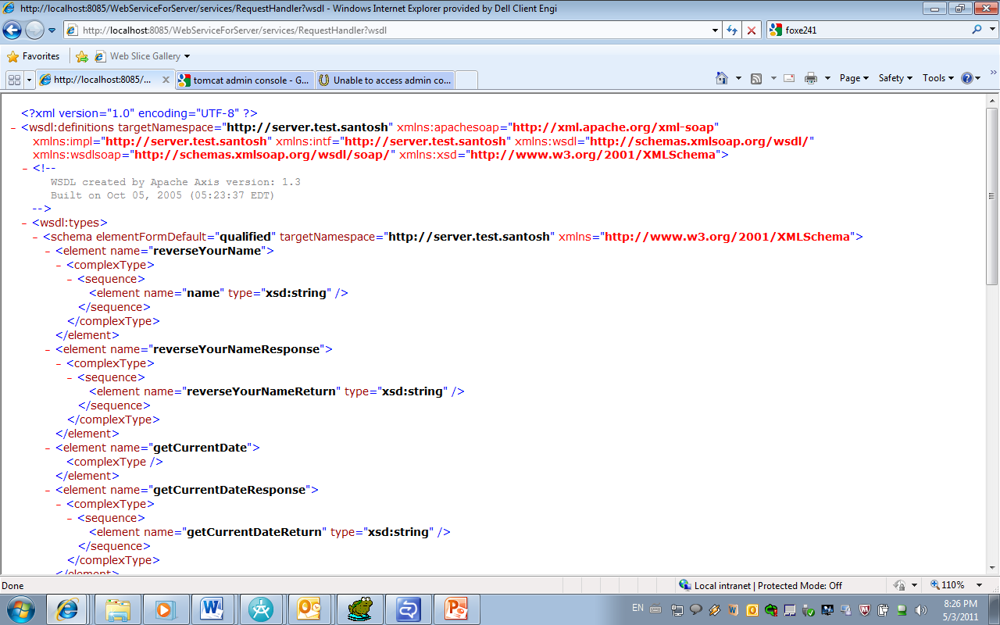 http://localhost:8085/WebServiceForServer/services/RequestHandler?wsdl - Windows Internet Explorer provided by Dell Client Engi
http://localhost:8085/WebServiceForServer/services/RequestHandler?wsdl
foxe241
Favorites
Web Slice Gallery
http://localhost:8085/...
tomcat admin console - G...
Unable to access admin co...
Page
Safety
Tools
<?xml version="1.0" encoding="UTF-8" ?>
- <wsdl:definitions targetNamespace="http://server.test.santosh" xmlns:apachesoap="http://xml.apache.org/xml-soap"
xmlns:impl="http://server.test.santosh" xmlns:intf="http://server.test.santosh" xmlns:wsdl="http://schemas.xmlsoap.org/wsdl/"
xmlns:wsdlsoap="http://schemas.xmlsoap.org/wsdl/soap/" xmlns:xsd="http://www.w3.org/2001/XMLSchema">
- <!--
WSDL created by Apache Axis version: 1.3
Built on Oct 05, 2005 (05:23:37 EDT)
-->
- <wsdl:types>
- <schema elementFormDefault="qualified" targetNamespace="http://server.test.santosh" xmlns="http://www.w3.org/2001/XMLSchema">
- <element name="reverseYourName">
- <complexType>
- <sequence>
<element name="name" type="xsd:string" />
</sequence>
</complexType>
</element>
- <element name="reverseYourNameResponse">
- <complexType>
- <sequence>
<element name="reverseYourNameReturn" type="xsd:string" />
</sequence>
</complexType>
</element>
- <element name="getCurrentDate">
<complexType />
</element>
- <element name="getCurrentDateResponse">
- <complexType>
- <sequence>
<element name="getCurrentDateReturn" type="xsd:string" />
</sequence>
</complexType>
</element>
Done
Local intranet | Protected Mode: Off
110%
EN
8:26 PM
5/3/2011